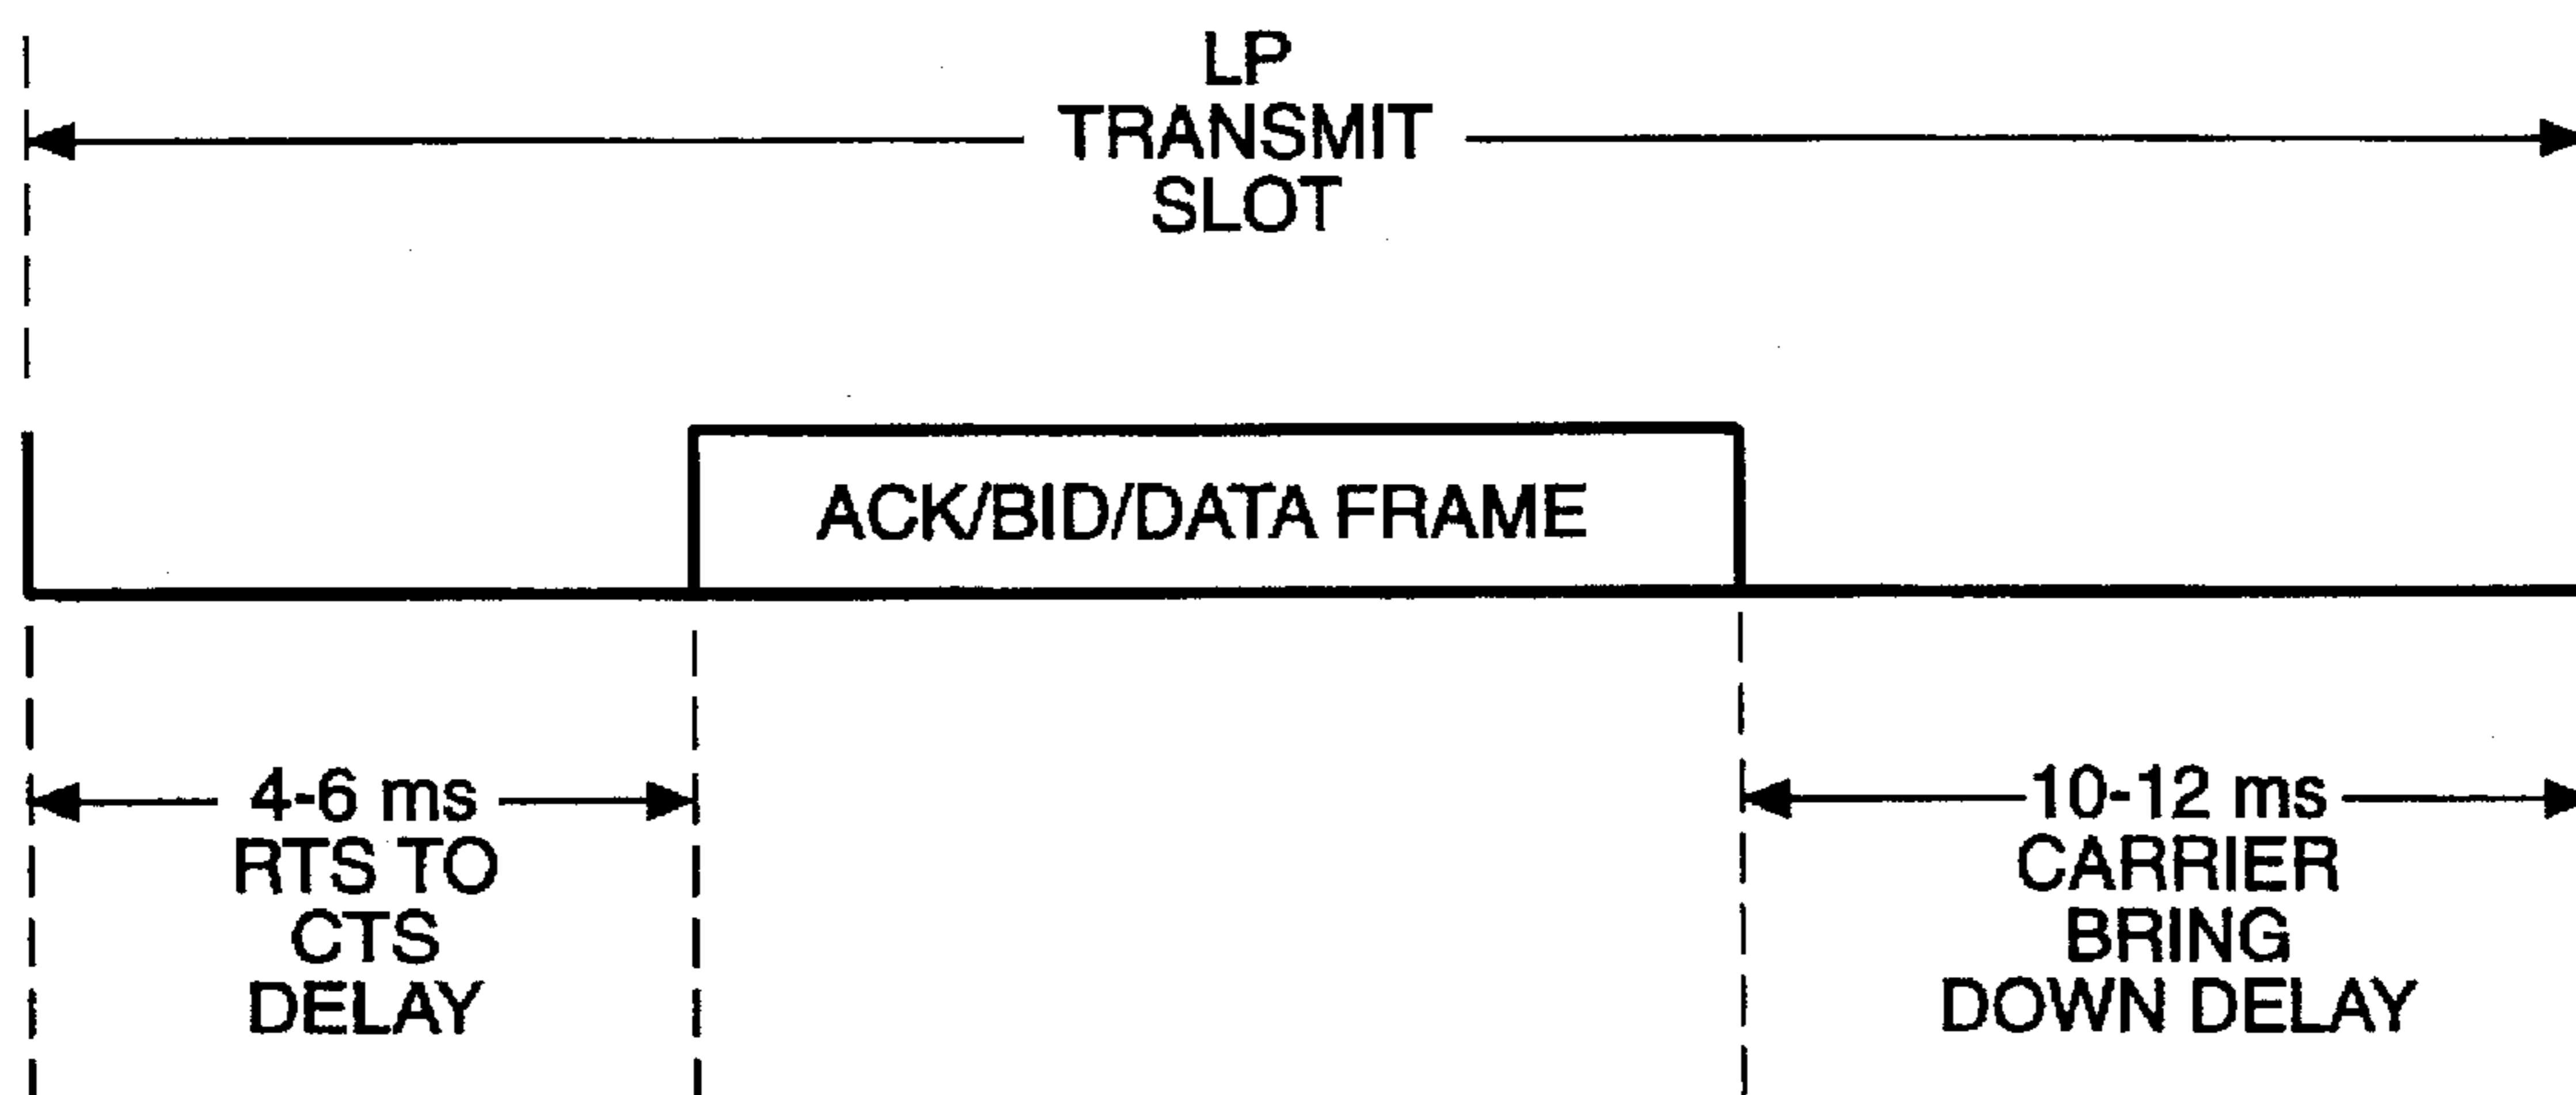 LP
TRANSMIT
SLOT
ACK/BID/DATA FRAME
4-6 ms
RTS TO
CTS
DELAY
10-12 ms
CARRIER
BRING
DOWN DELAY